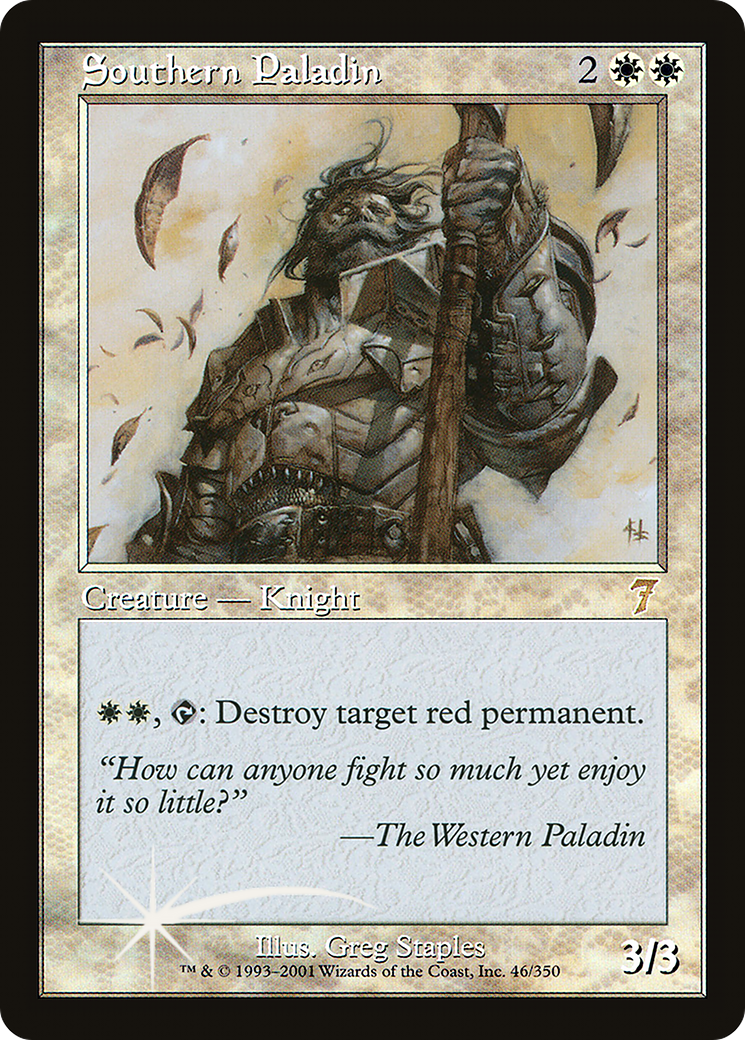 Southern Paladin 2
Creature — Knight 7
, : Destroy target red permanent.
“How can anyone fight so much yet enjoy
it so little?”
—The Western Paladin
Illus. Greg Staples
™ & © 1993–2001 Wizards of the Coast, Inc. 46/350
3/3